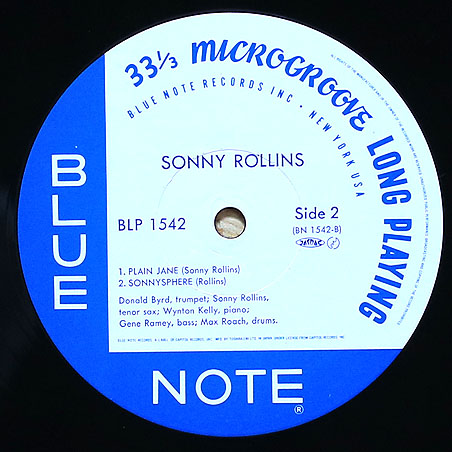 33⅓ MICROGROOVE LONG PLAYING
BLUE NOTE RECORDS INC • NEW YORK USA
SONNY ROLLINS
BLP 1542
Side 2
(BN 1542-B)
JASRAC
1. PLAIN JANE (Sonny Rollins)
2. SONNYSPHERE (Rollins)
Donald Byrd, trumpet; Sonny Rollins,
tenor sax; Wynton Kelly, piano;
Gene Ramey, bass; Max Roach, drums.
BLUE
NOTE
®